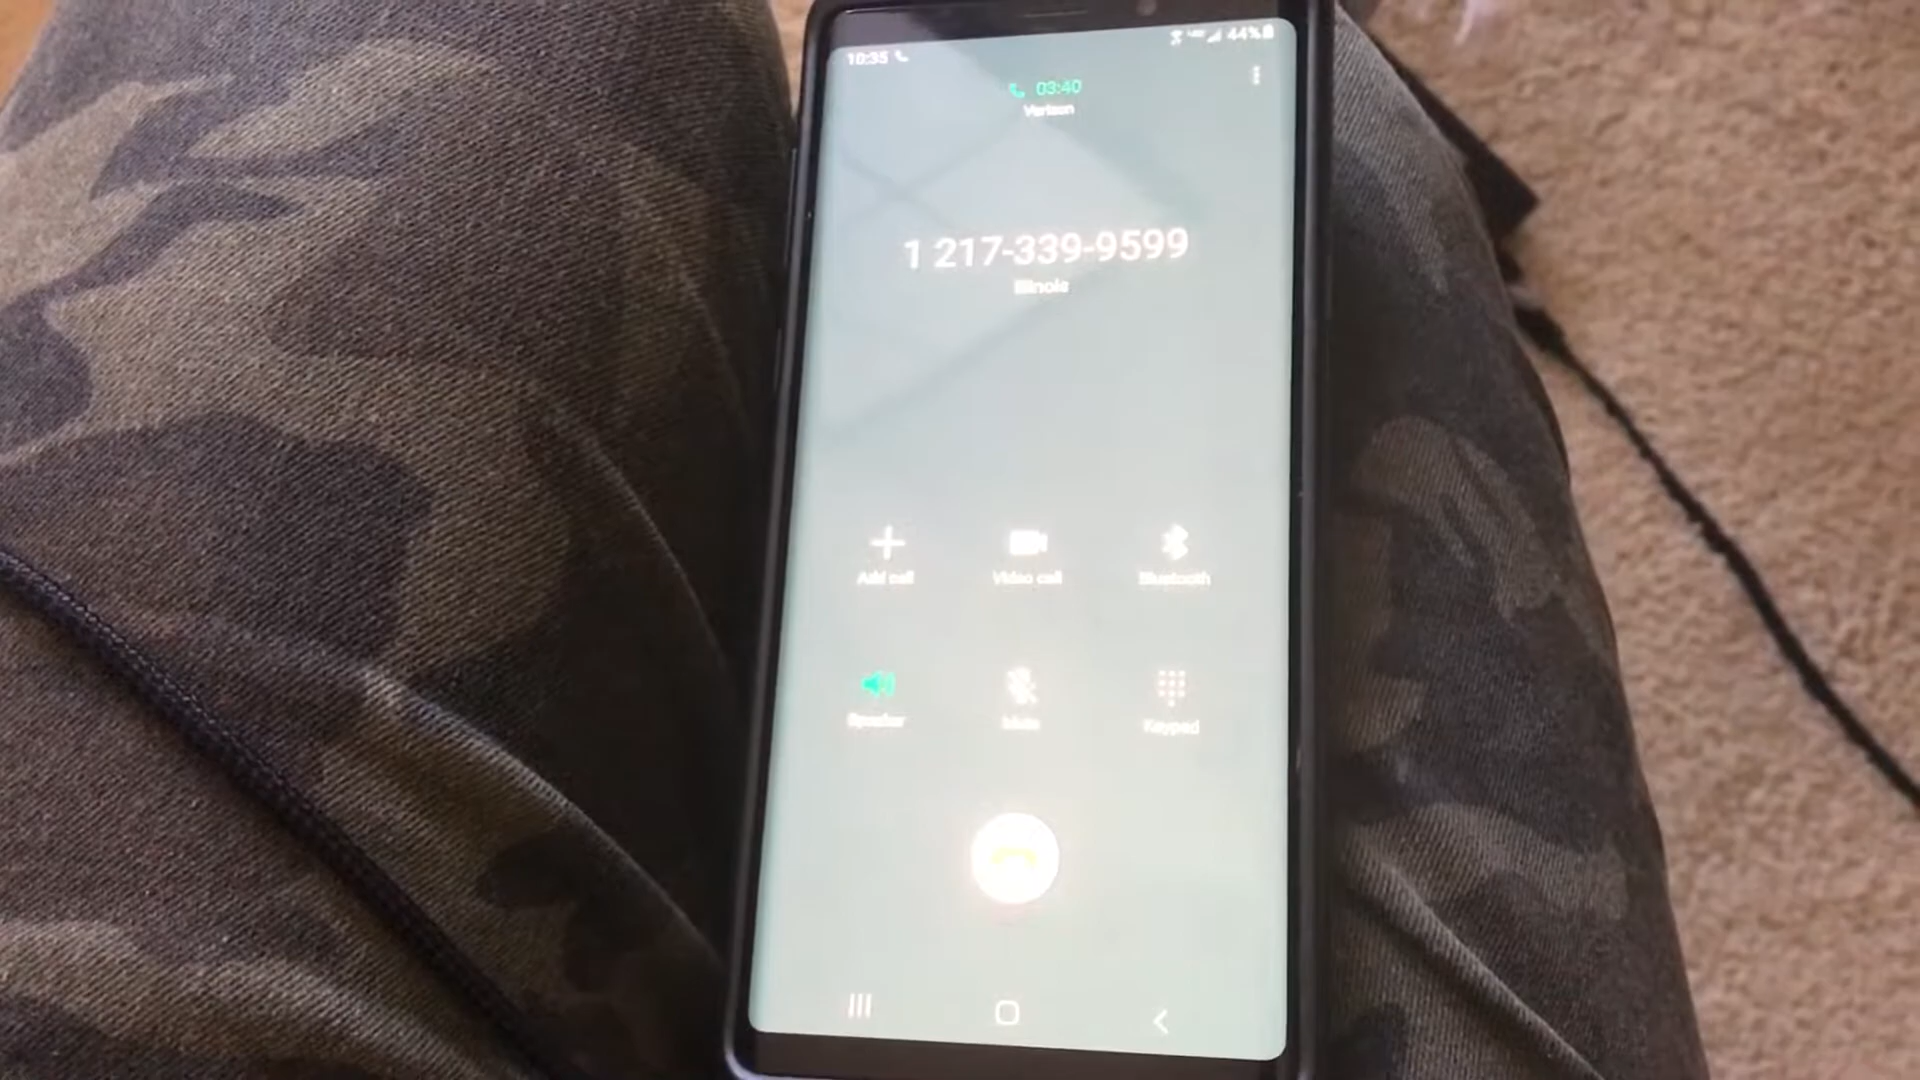 10:35
44%
03:40
Verizon
1 217-339-9599
Illinois
Add call
Video call
Bluetooth
Speaker
Mute
Keypad